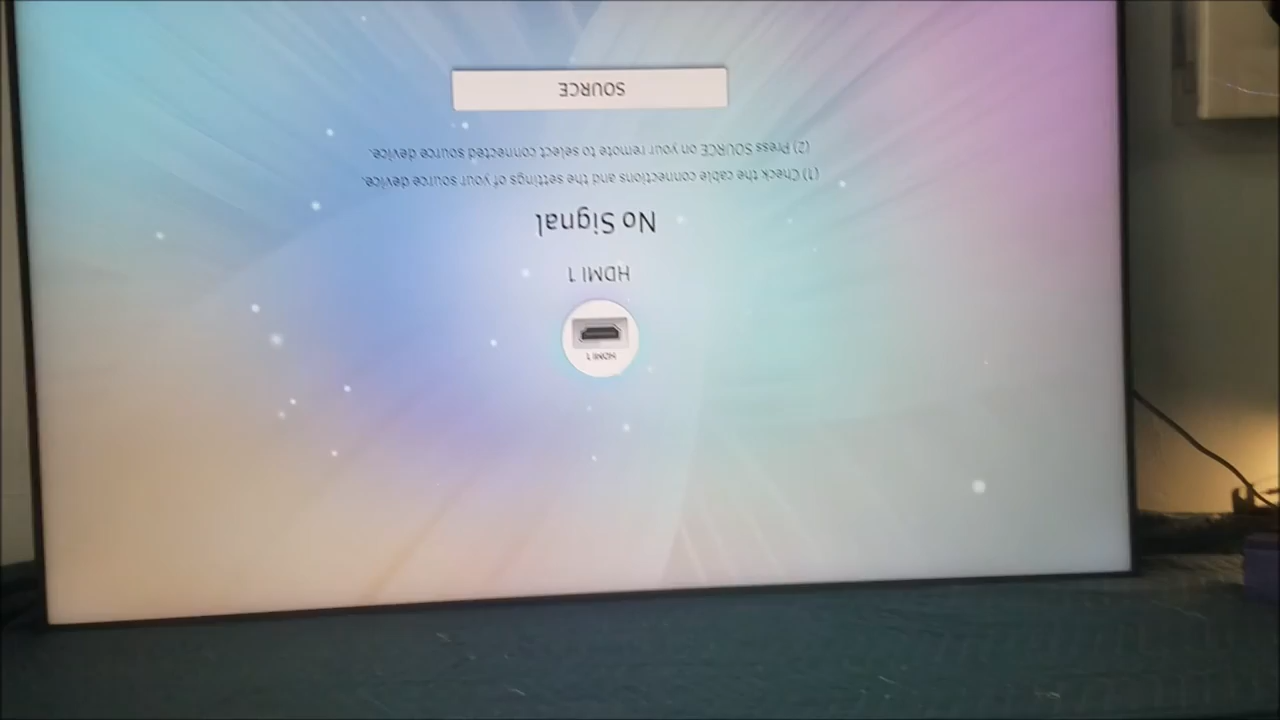 HDMI 1
HDMI 1
No Signal
(1) Check the cable connections and the settings of your source device.
(2) Press SOURCE on your remote to select connected source device.
SOURCE